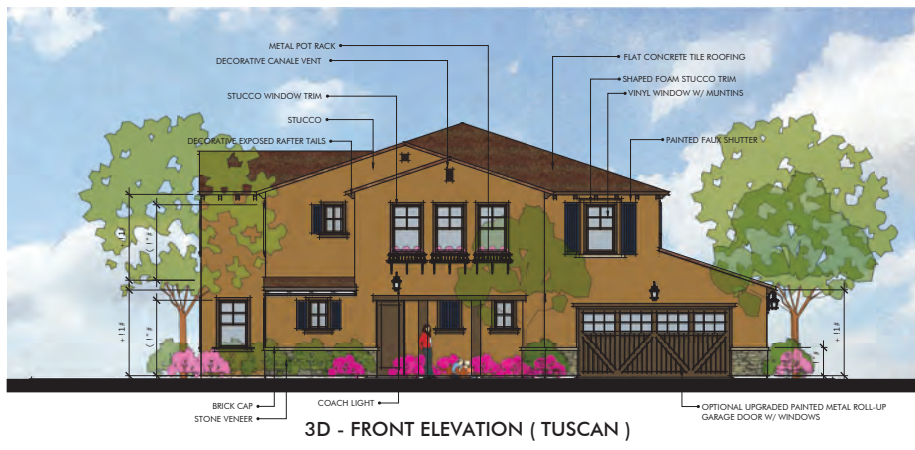 METAL POT RACK
DECORATIVE CANALE VENT
STUCCO WINDOW TRIM
STUCCO
DECORATIVE EXPOSED RAFTER TAILS
FLAT CONCRETE TILE ROOFING
SHAPED FOAM STUCCO TRIM
VINYL WINDOW W/ MUNTINS
PAINTED FAUX SHUTTER
BRICK CAP
STONE VENEER
COACH LIGHT
OPTIONAL UPGRADED PAINTED METAL ROLL-UP
GARAGE DOOR W/ WINDOWS
3D - FRONT ELEVATION ( TUSCAN )